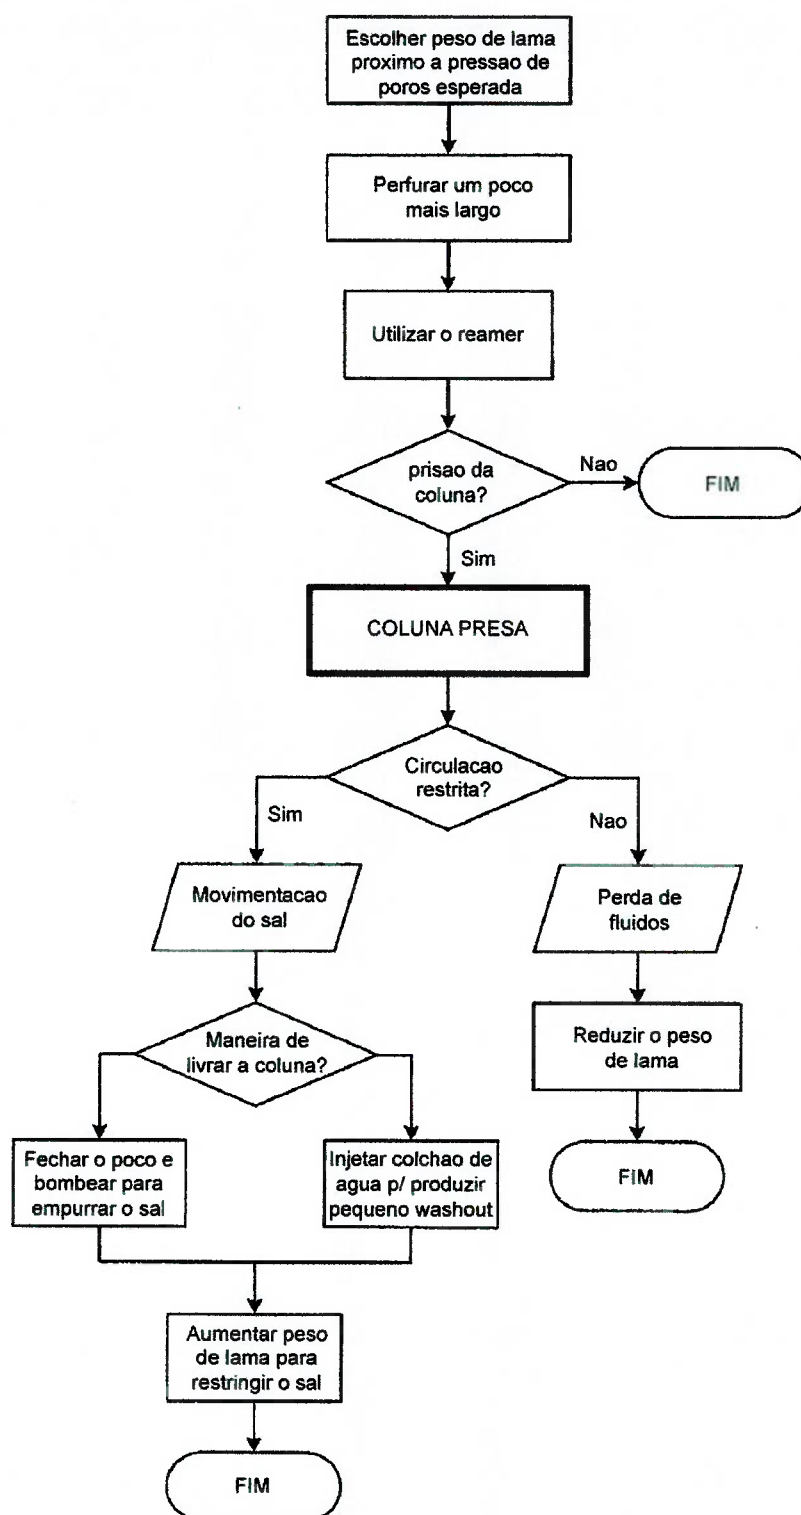 Escolher peso de lama
proximo a pressao de
poros esperada
Perfurar um poco
mais largo
Utilizar o reamer
prisao da
coluna?
Nao
FIM
Sim
COLUNA PRESA
Circulacao
restrita?
Sim
Nao
Movimentacao
do sal
Perda de
fluidos
Maneira de
livrar a coluna?
Reduzir o peso
de lama
Fechar o poco e
bombear para
empurrar o sal
Injetar colchao de
agua p/ produzir
pequeno washout
FIM
Aumentar peso
de lama para
restringir o sal
FIM